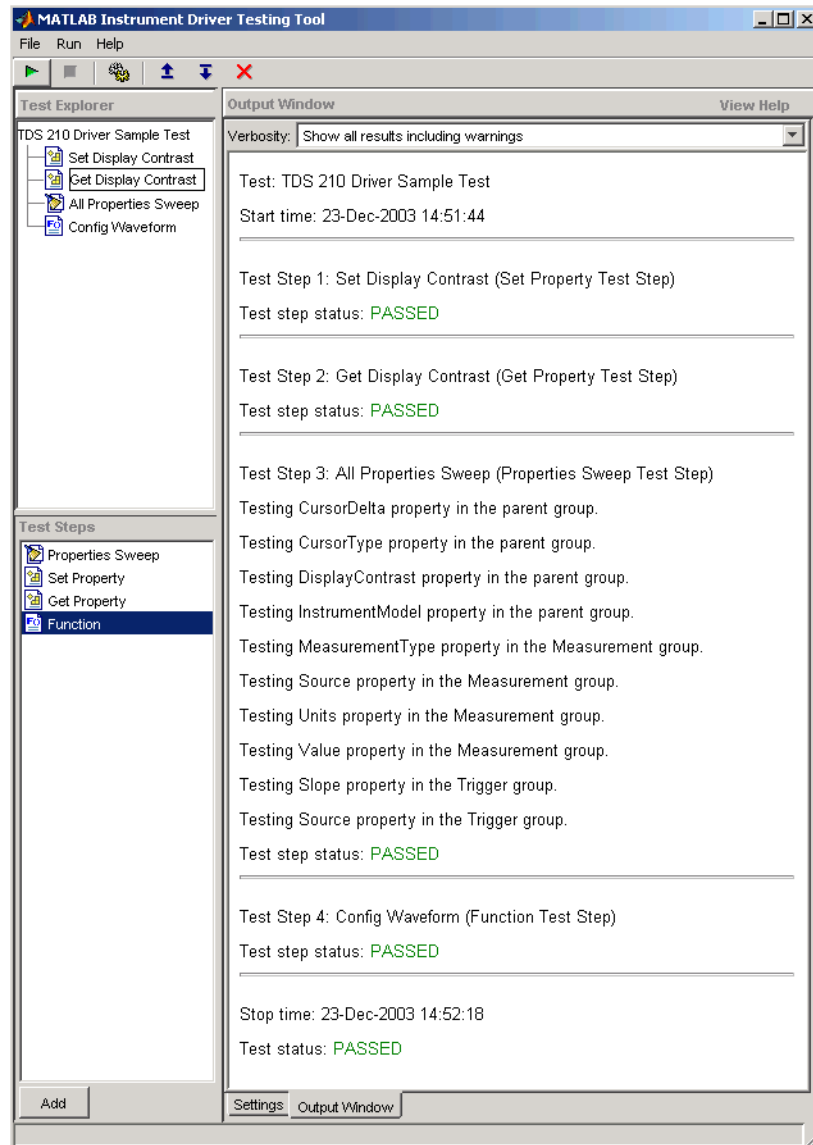 MATLAB Instrument Driver Testing Tool
File Run Help
Test Explorer
TDS 210 Driver Sample Test
Set Display Contrast
Get Display Contrast
All Properties Sweep
Config Waveform
Test Steps
Properties Sweep
Set Property
Get Property
Function
Add
Output Window View Help
Verbosity: Show all results including warnings
Test: TDS 210 Driver Sample Test
Start time: 23-Dec-2003 14:51:44
Test Step 1: Set Display Contrast (Set Property Test Step)
Test step status: PASSED
Test Step 2: Get Display Contrast (Get Property Test Step)
Test step status: PASSED
Test Step 3: All Properties Sweep (Properties Sweep Test Step)
Testing CursorDelta property in the parent group.
Testing CursorType property in the parent group.
Testing DisplayContrast property in the parent group.
Testing InstrumentModel property in the parent group.
Testing MeasurementType property in the Measurement group.
Testing Source property in the Measurement group.
Testing Units property in the Measurement group.
Testing Value property in the Measurement group.
Testing Slope property in the Trigger group.
Testing Source property in the Trigger group.
Test step status: PASSED
Test Step 4: Config Waveform (Function Test Step)
Test step status: PASSED
Stop time: 23-Dec-2003 14:52:18
Test status: PASSED
Settings Output Window